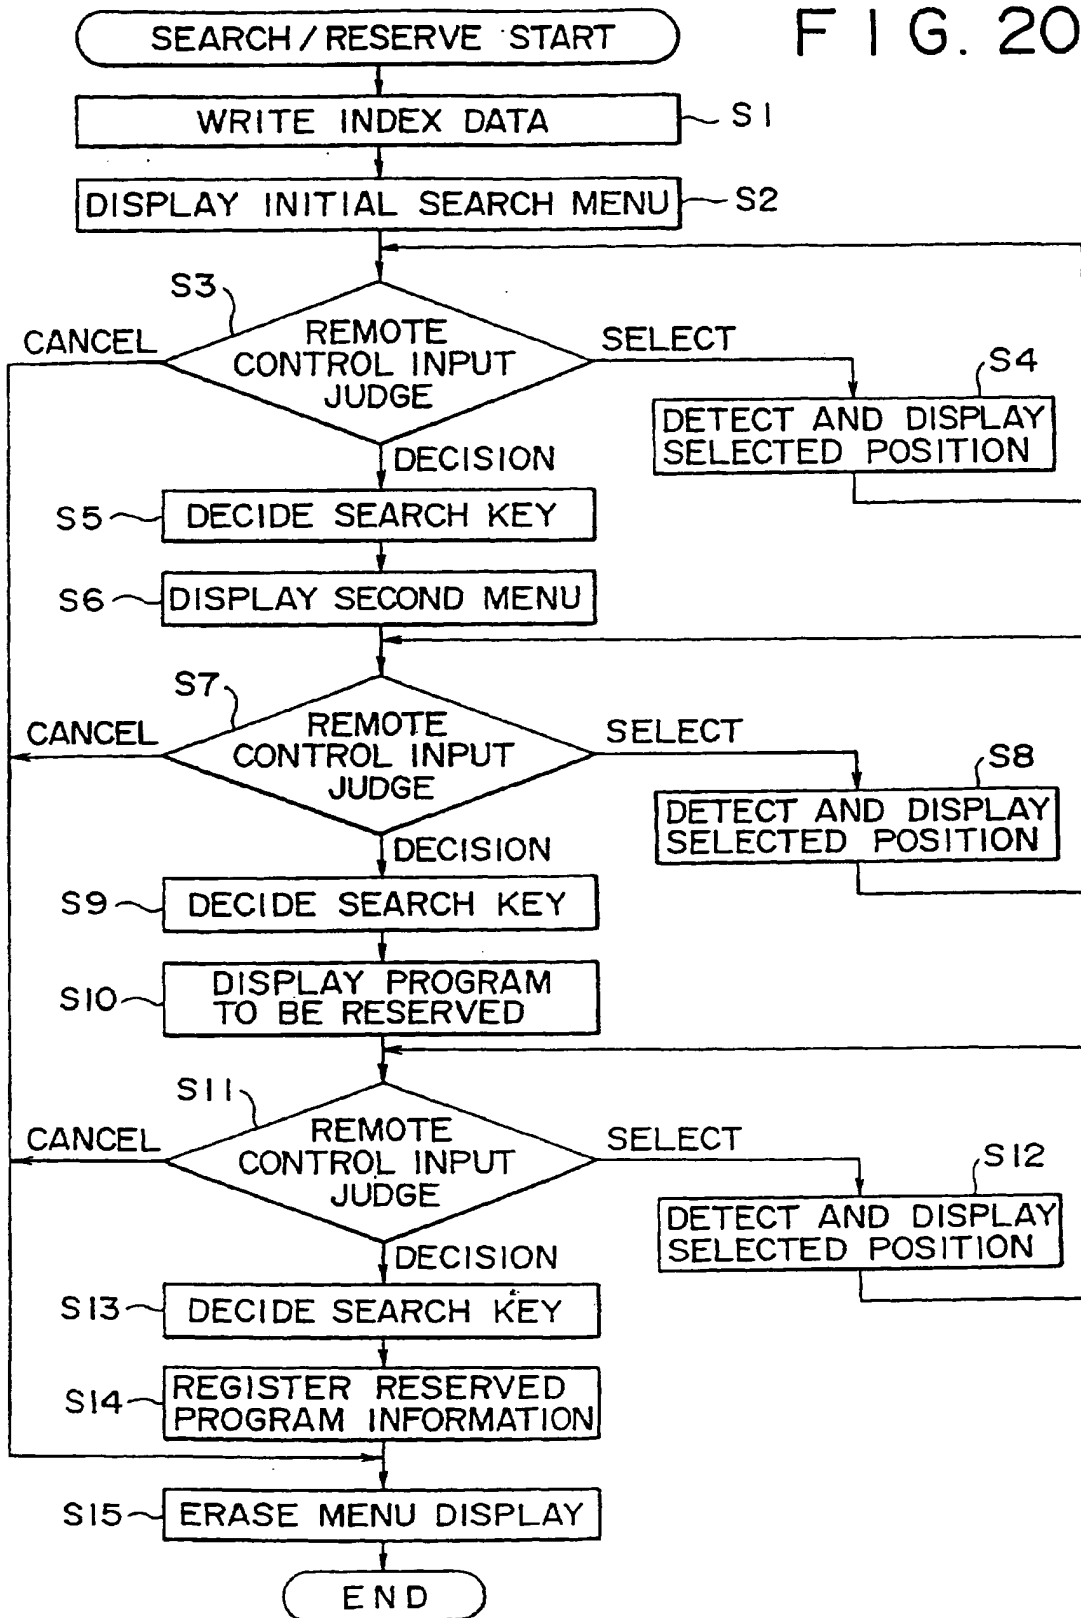 FIG. 20
SEARCH/RESERVE START
WRITE INDEX DATA
S1
DISPLAY INITIAL SEARCH MENU
S2
S3
CANCEL
REMOTE
CONTROL INPUT
JUDGE
SELECT
S4
DETECT AND DISPLAY
SELECTED POSITION
DECISION
S5
DECIDE SEARCH KEY
S6
DISPLAY SECOND MENU
S7
CANCEL
REMOTE
CONTROL INPUT
JUDGE
SELECT
S8
DETECT AND DISPLAY
SELECTED POSITION
DECISION
S9
DECIDE SEARCH KEY
S10
DISPLAY PROGRAM
TO BE RESERVED
S11
CANCEL
REMOTE
CONTROL INPUT
JUDGE
SELECT
S12
DETECT AND DISPLAY
SELECTED POSITION
DECISION
S13
DECIDE SEARCH KEY
S14
REGISTER RESERVED
PROGRAM INFORMATION
S15
ERASE MENU DISPLAY
END